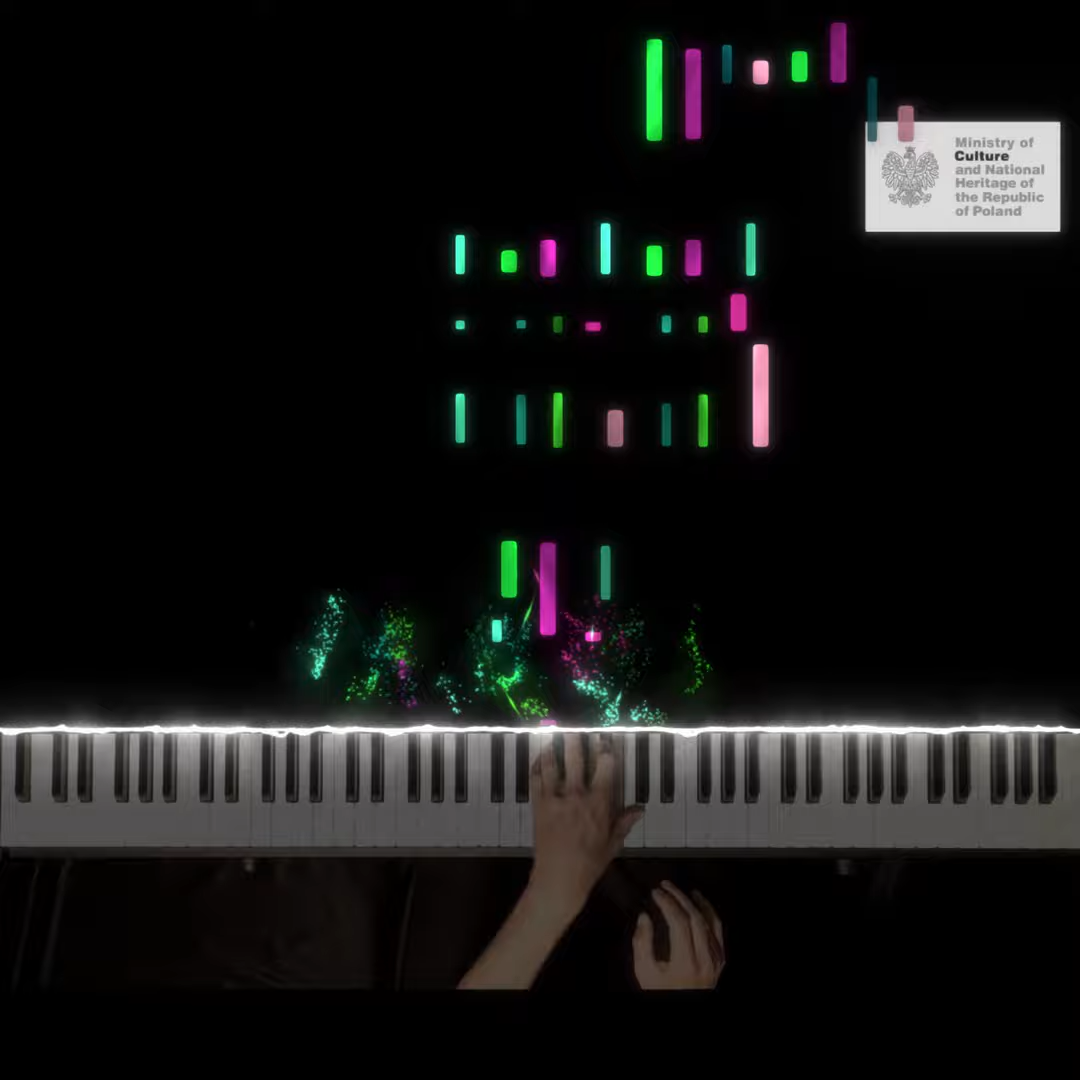 Ministry of
Culture
and National
Heritage of
the Republic
of Poland